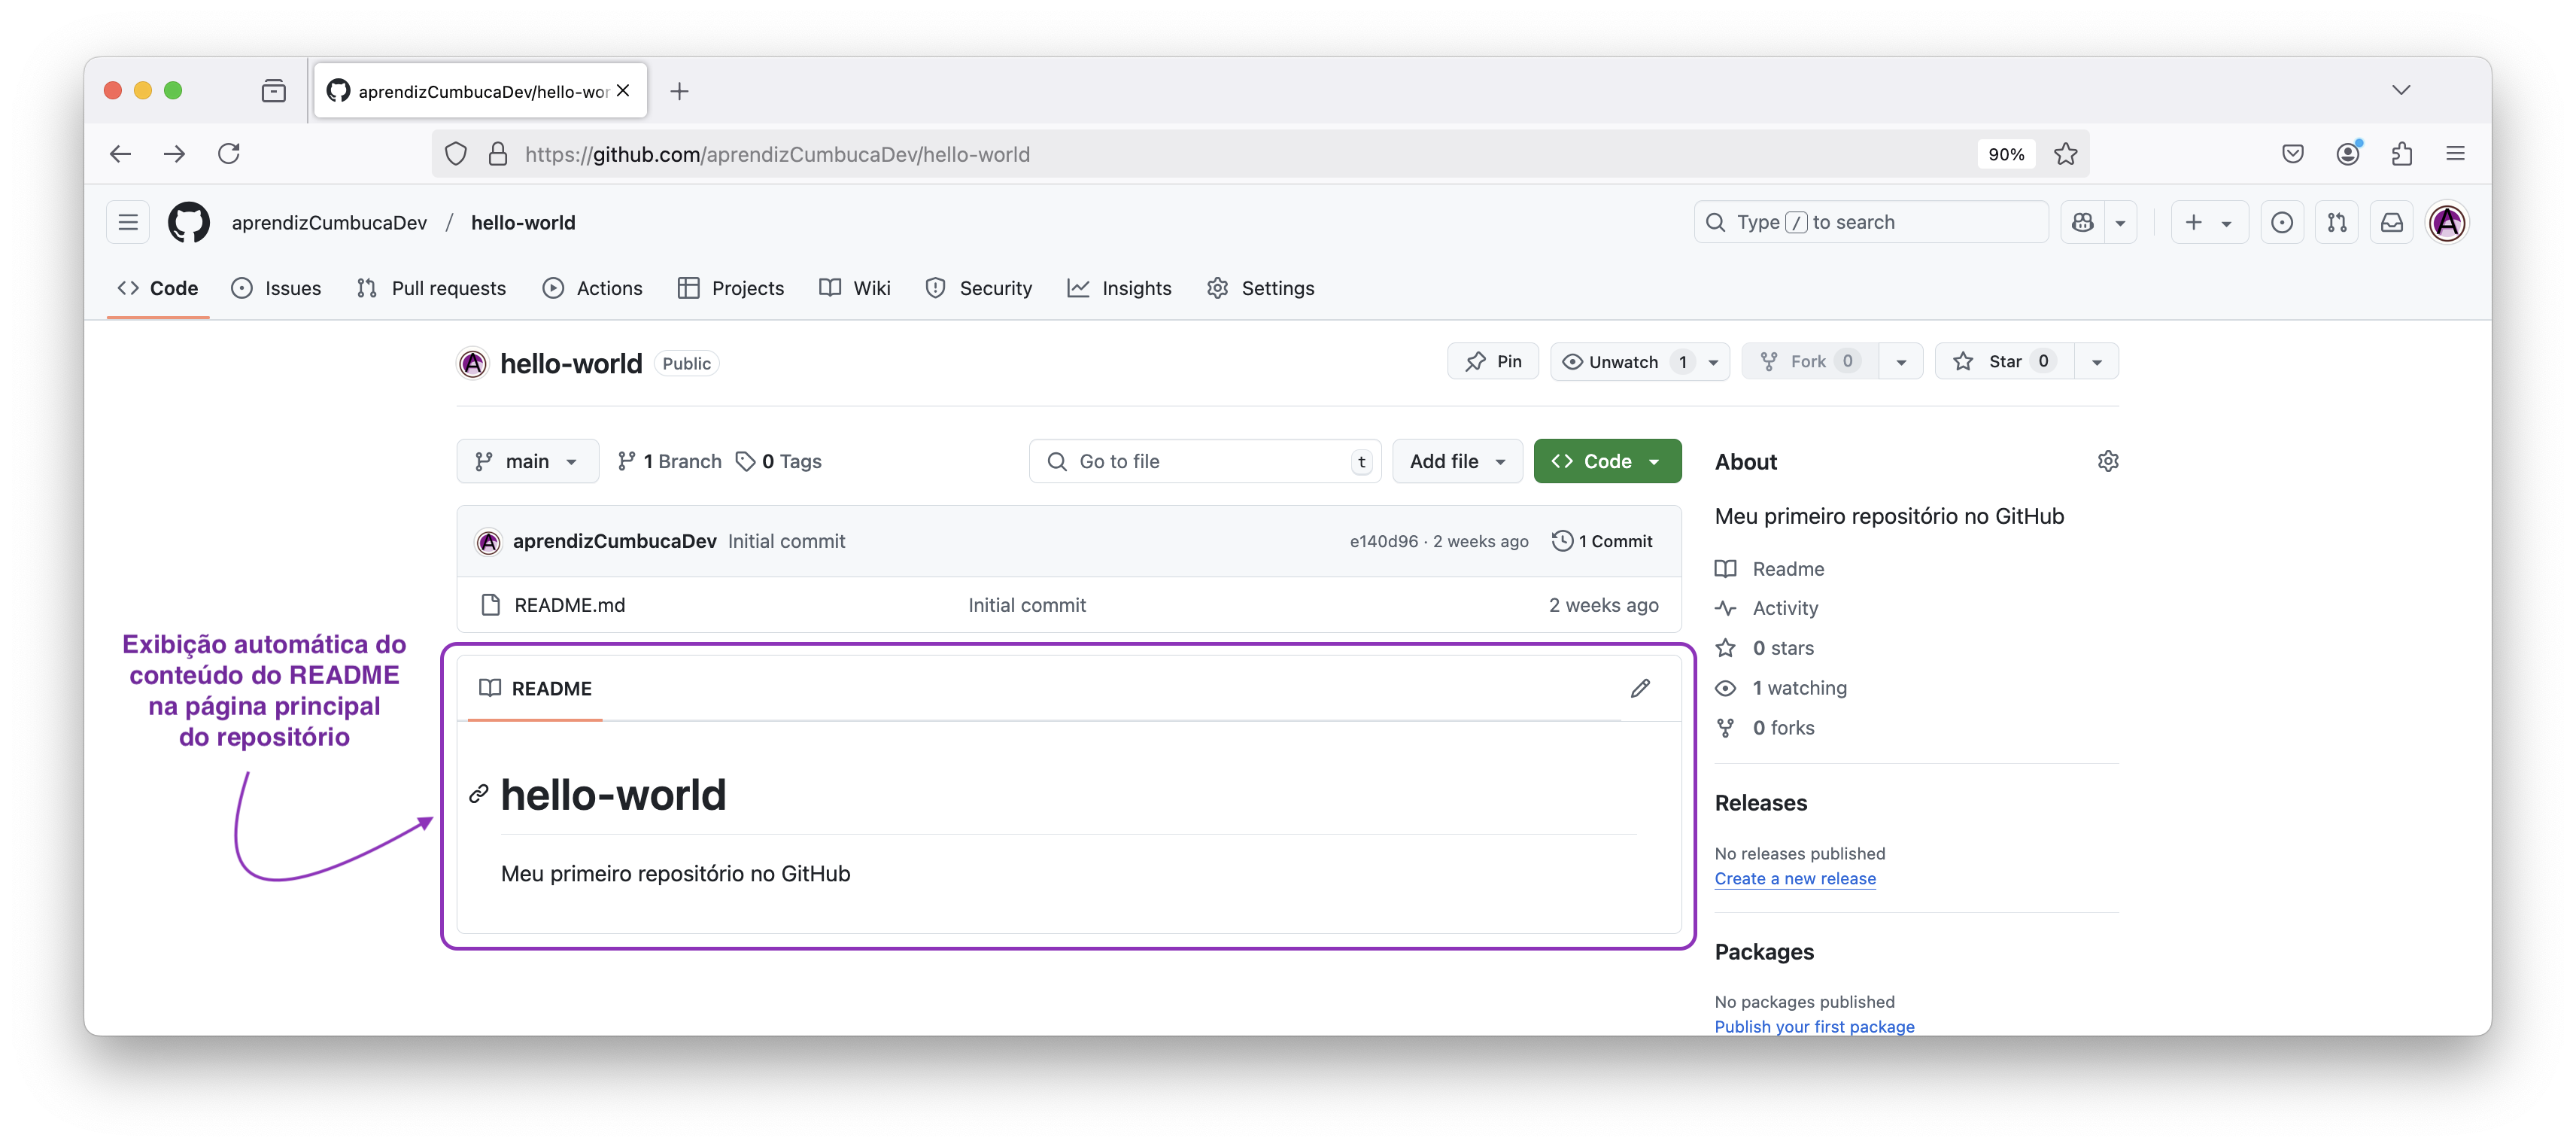 aprendizCumbucaDev/hello-wor
https://github.com/aprendizCumbucaDev/hello-world
90%
aprendizCumbucaDev / hello-world
Type / to search
Code
Issues
Pull requests
Actions
Projects
Wiki
Security
Insights
Settings
hello-world
Public
Pin
Unwatch 1
Fork 0
Star 0
main
1 Branch
0 Tags
Go to file
t
Add file
Code
aprendizCumbucaDev Initial commit
e140d96 · 2 weeks ago
1 Commit
README.md
Initial commit
2 weeks ago
Exibição automática do
conteúdo do README
na página principal
do repositório
README
hello-world
Meu primeiro repositório no GitHub
About
Meu primeiro repositório no GitHub
Readme
Activity
0 stars
1 watching
0 forks
Releases
No releases published
Create a new release
Packages
No packages published
Publish your first package